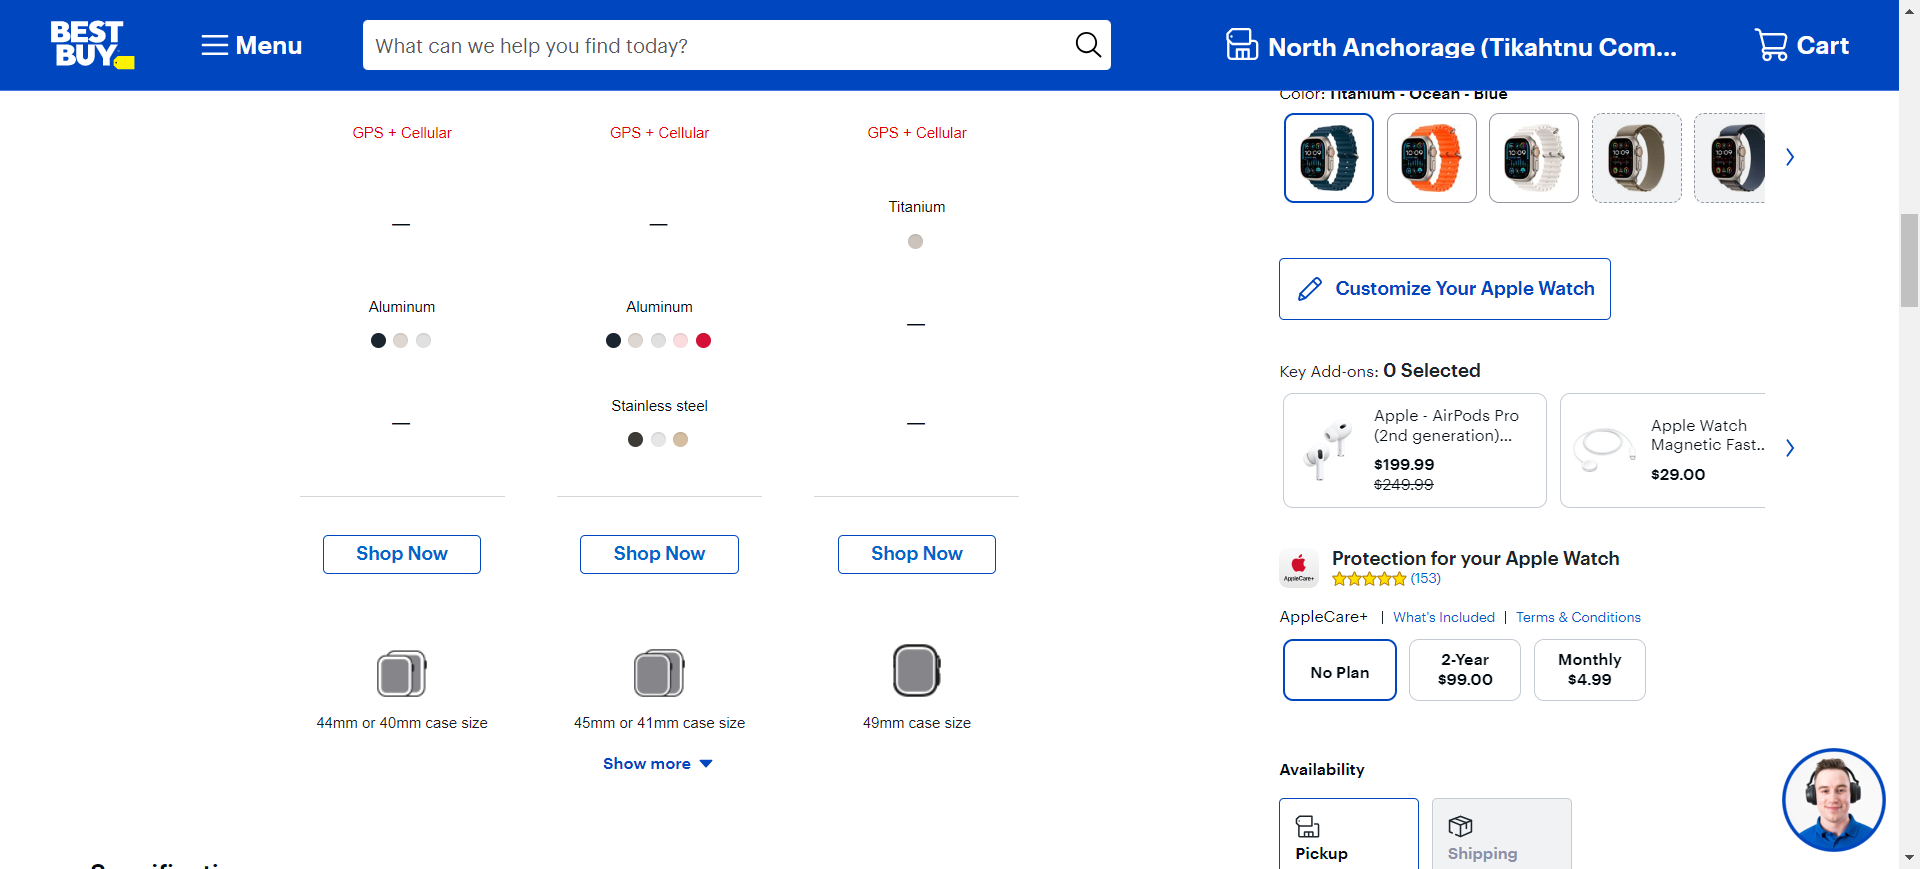 BEST
BUY
Menu
What can we help you find today?
North Anchorage (Tikahtnu Com...
Cart
GPS + Cellular
GPS + Cellular
GPS + Cellular
—
—
Titanium
Aluminum
Aluminum
—
—
Stainless steel
—
Shop Now
Shop Now
Shop Now
44mm or 40mm case size
45mm or 41mm case size
49mm case size
Show more
Color: Titanium - Ocean - Blue
Customize Your Apple Watch
Key Add-ons: 0 Selected
Apple - AirPods Pro
(2nd generation)...
$199.99
$249.99
Apple Watch
Magnetic Fast...
$29.00
AppleCare+
Protection for your Apple Watch
(153)
AppleCare+ | What's Included | Terms & Conditions
No Plan
2-Year
$99.00
Monthly
$4.99
Availability
Pickup
Shipping